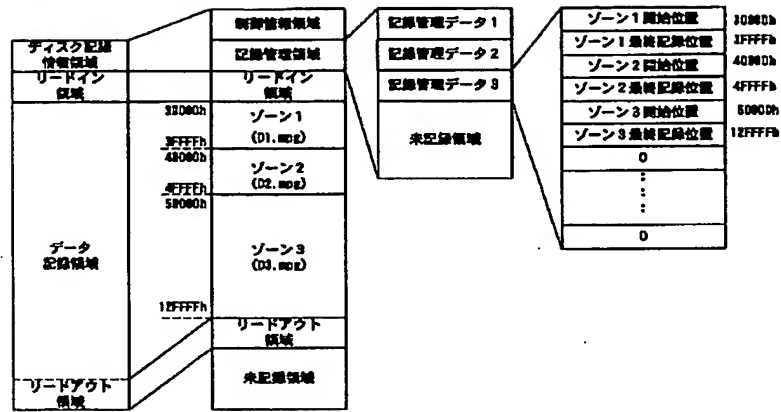 ディスク記録
情報領域
リードイン
領域
データ
記録領域
リードアウト
領域
制御情報領域
記録管理領域
リードイン
領域
30000h
ゾーン1
(D1.mpg)
3FFFFh
40000h
ゾーン2
(D2.mpg)
4FFFFh
50000h
ゾーン3
(D3.mpg)
12FFFFh
リードアウト
領域
未記録領域
記録管理データ1
記録管理データ2
記録管理データ3
未記録領域
ゾーン1開始位置 30000h
ゾーン1最終記録位置 3FFFFh
ゾーン2開始位置 40000h
ゾーン2最終記録位置 4FFFFh
ゾーン3開始位置 50000h
ゾーン3最終記録位置 12FFFFh
0
0